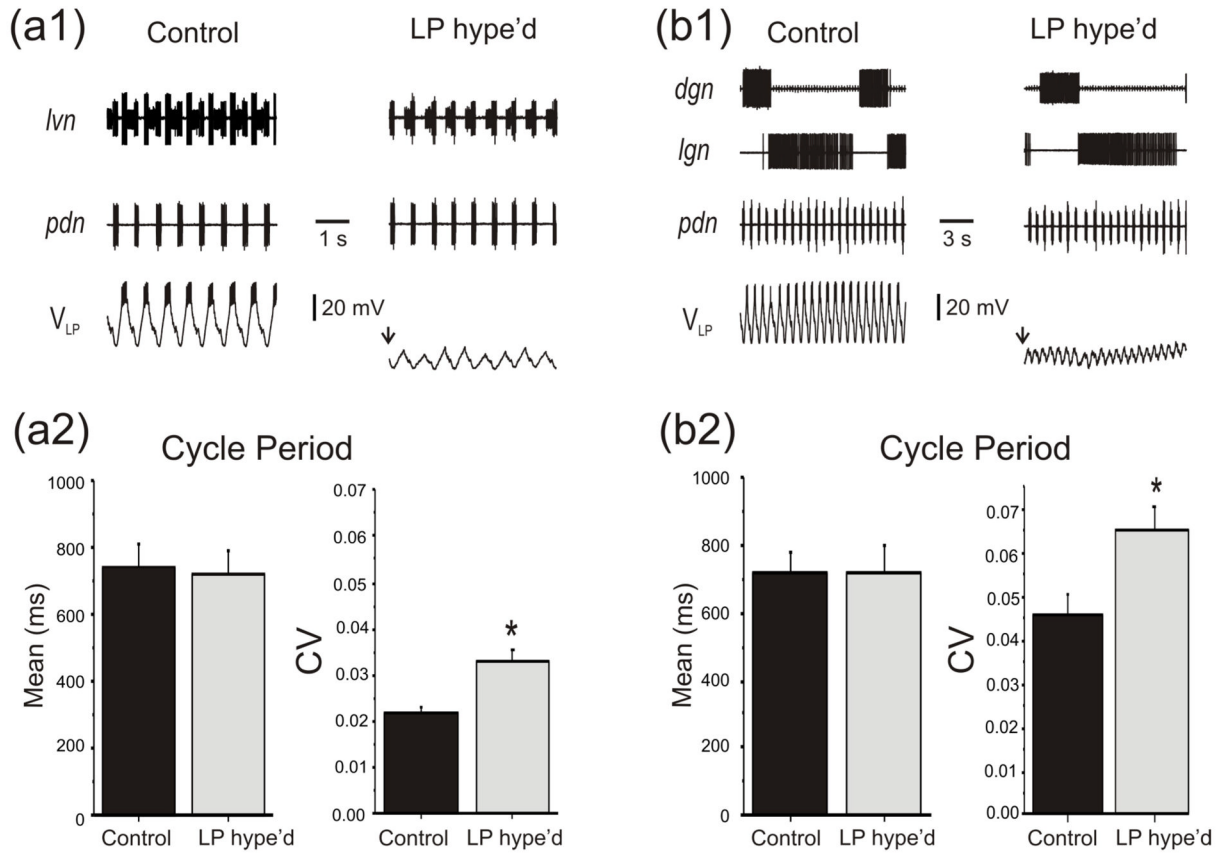 (a1)
Control
LP hype'd
lvn
pdn
1 s
V_LP
20 mV
(b1)
Control
LP hype'd
dgn
lgn
pdn
3 s
V_LP
20 mV
(a2)
Cycle Period
Mean (ms)
1000
800
600
400
200
0
Control
LP hype'd
CV
0.07
0.06
0.05
0.04
0.03
0.02
0.01
0.00
*
Control
LP hype'd
(b2)
Cycle Period
Mean (ms)
1000
800
600
400
200
0
Control
LP hype'd
CV
0.07
0.06
0.05
0.04
0.03
0.02
0.01
0.00
*
Control
LP hype'd